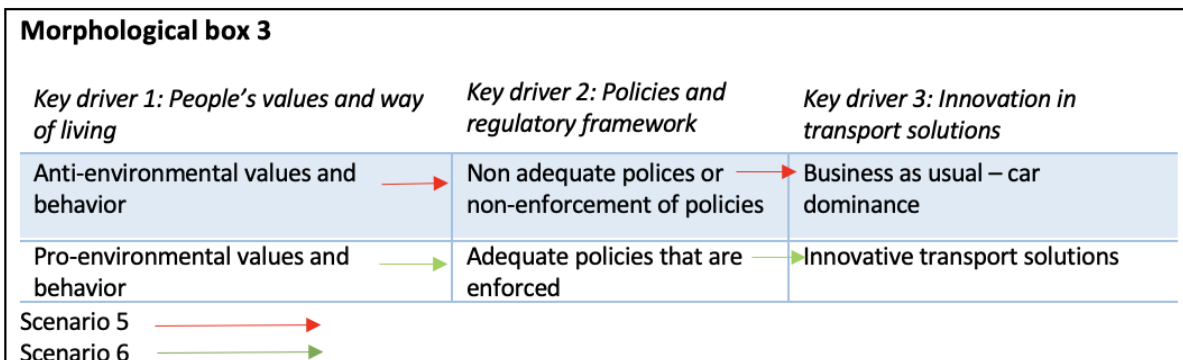 Morphological box 3
Key driver 1: People's values and way
of living
Key driver 2: Policies and
regulatory framework
Key driver 3: Innovation in
transport solutions
Anti-environmental values and
behavior
Non adequate polices or
non-enforcement of policies
Business as usual – car
dominance
Pro-environmental values and
behavior
Adequate policies that are
enforced
Innovative transport solutions
Scenario 5
Scenario 6